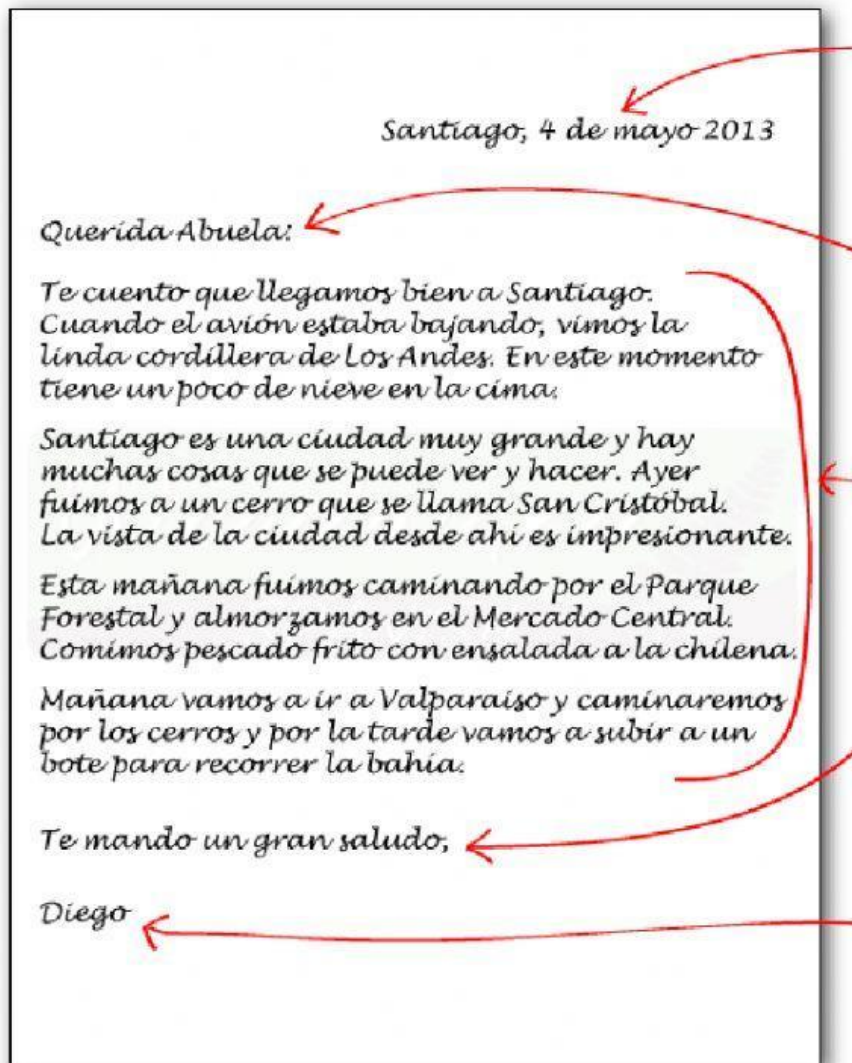 Santiago, 4 de mayo 2013
Querida Abuela:
Te cuento que llegamos bien a Santiago.
Cuando el avión estaba bajando, vimos la
linda cordillera de Los Andes. En este momento
tiene un poco de nieve en la cima.
Santiago es una ciudad muy grande y hay
muchas cosas que se puede ver y hacer. Ayer
fuimos a un cerro que se llama San Cristóbal.
La vista de la ciudad desde ahí es impresionante.
Esta mañana fuimos caminando por el Parque
Forestal y almorzamos en el Mercado Central.
Comimos pescado frito con ensalada a la chilena.
Mañana vamos a ir a Valparaíso y caminaremos
por los cerros y por la tarde vamos a subir a un
bote para recorrer la bahía.
Te mando un gran saludo,
Diego